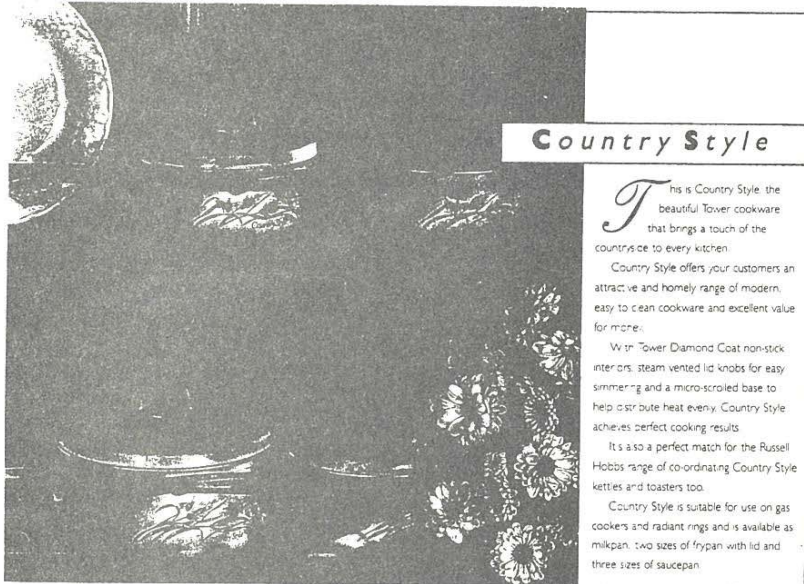 Country Style
This is Country Style, the
beautiful Tower cookware
that brings a touch of the
countryside to every kitchen
Country Style offers your customers an
attractive and homely range of modern,
easy to clean cookware and excellent value
for money.
With Tower Diamond Coat non-stick
interiors, steam vented lid knobs for easy
simmering and a micro-scrolled base to
help distribute heat evenly, Country Style
achieves perfect cooking results
It's also a perfect match for the Russell
Hobbs range of co-ordinating Country Style
kettles and toasters too.
Country Style is suitable for use on gas
cookers and radiant rings and is available as
milkpan, two sizes of frypan with lid and
three sizes of saucepan